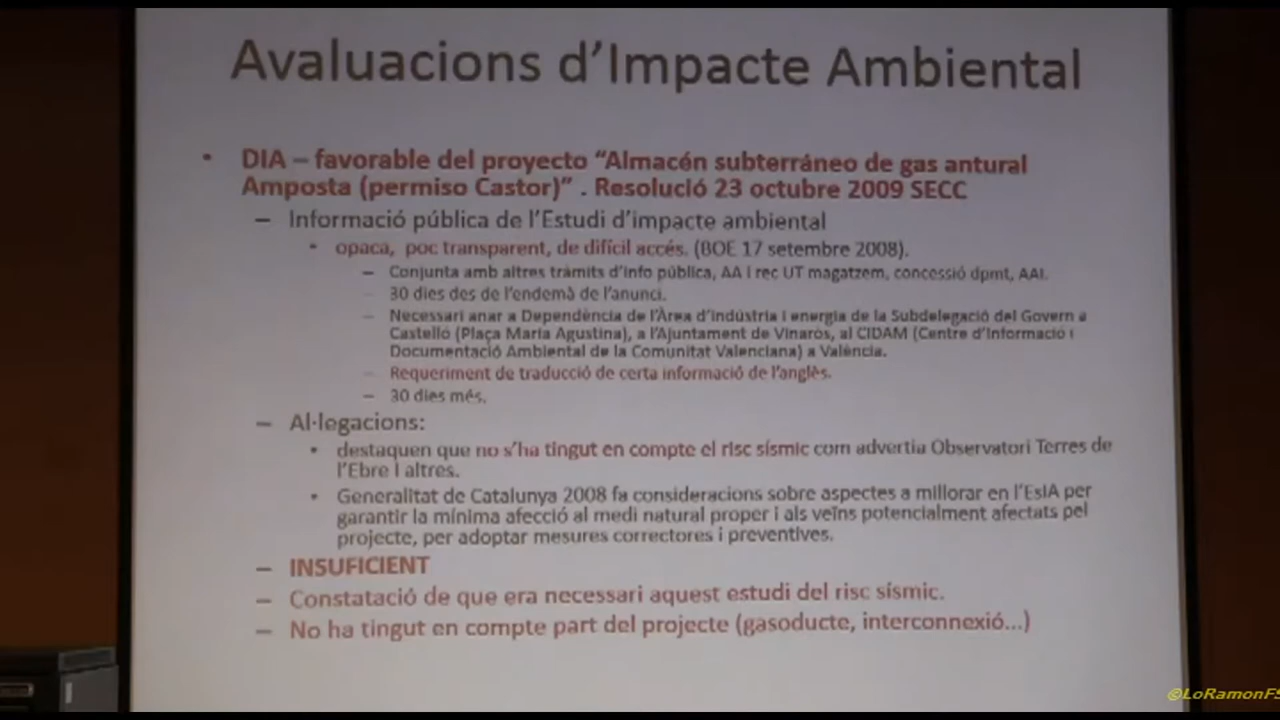 Avaluacions d'Impacte Ambiental
• DIA – favorable del proyecto “Almacén subterráneo de gas antural
Amposta (permiso Castor)” . Resolució 23 octubre 2009 SECC
– Informació pública de l'Estudi d'impacte ambiental
• opaca, poc transparent, de difícil accés. (BOE 17 setembre 2008).
– Conjunta amb altres tràmits d'info pública, AA i rec UT magatzem, concessió dpmt, AAI.
– 30 dies des de l'endemà de l'anunci.
– Necessari anar a Dependència de l'Àrea d'Indústria i energia de la Subdelegació del Govern a
Castelló (Plaça Maria Agustina), a l'Ajuntament de Vinaròs, al CIDAM (Centre d'Informació i
Documentació Ambiental de la Comunitat Valenciana) a València.
– Requeriment de traducció de certa informació de l'anglès.
– 30 dies més.
– Al·legacions:
• destaquen que no s'ha tingut en compte el risc sísmic com advertia Observatori Terres de
l'Ebre i altres.
• Generalitat de Catalunya 2008 fa consideracions sobre aspectes a millorar en l'EsIA per
garantir la mínima afecció al medi natural proper i als veïns potencialment afectats pel
projecte, per adoptar mesures correctores i preventives.
– INSUFICIENT
– Constatació de que era necessari aquest estudi del risc sísmic.
– No ha tingut en compte part del projecte (gasoducte, interconnexió...)
©LoRamonFS